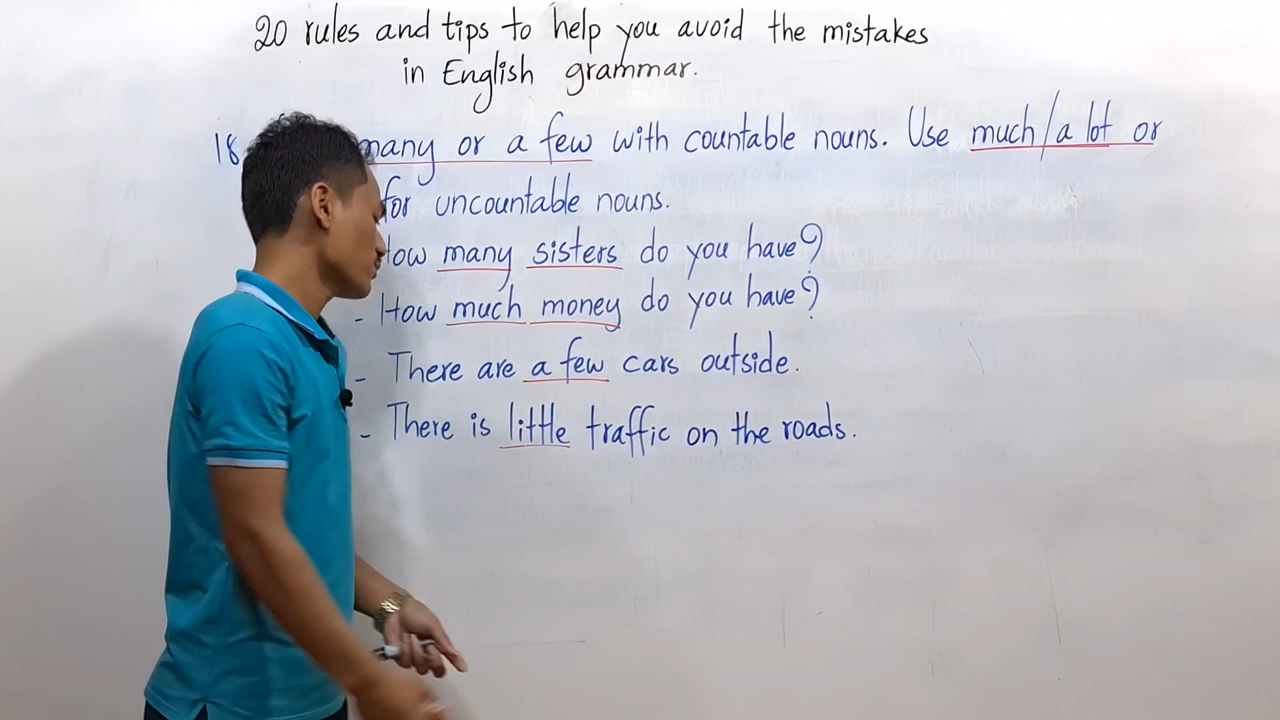 20 rules and tips to help you avoid the mistakes
in English grammar.
18 many or a few with countable nouns. Use much/a lot or
for uncountable nouns.
many sisters do you have?
- How much money do you have?
- There are a few cars outside.
- There is little traffic on the roads.